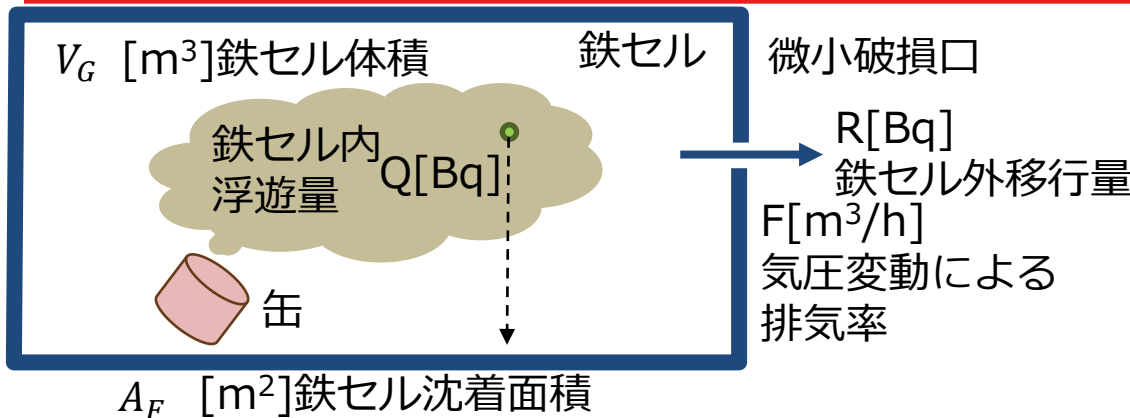 V_G [m³]鉄セル体積
鉄セル
微小破損口
鉄セル内
浮遊量
Q[Bq]
R[Bq]
鉄セル外移行量
F[m³/h]
気圧変動による
排気率
缶
A_F [m²]鉄セル沈着面積